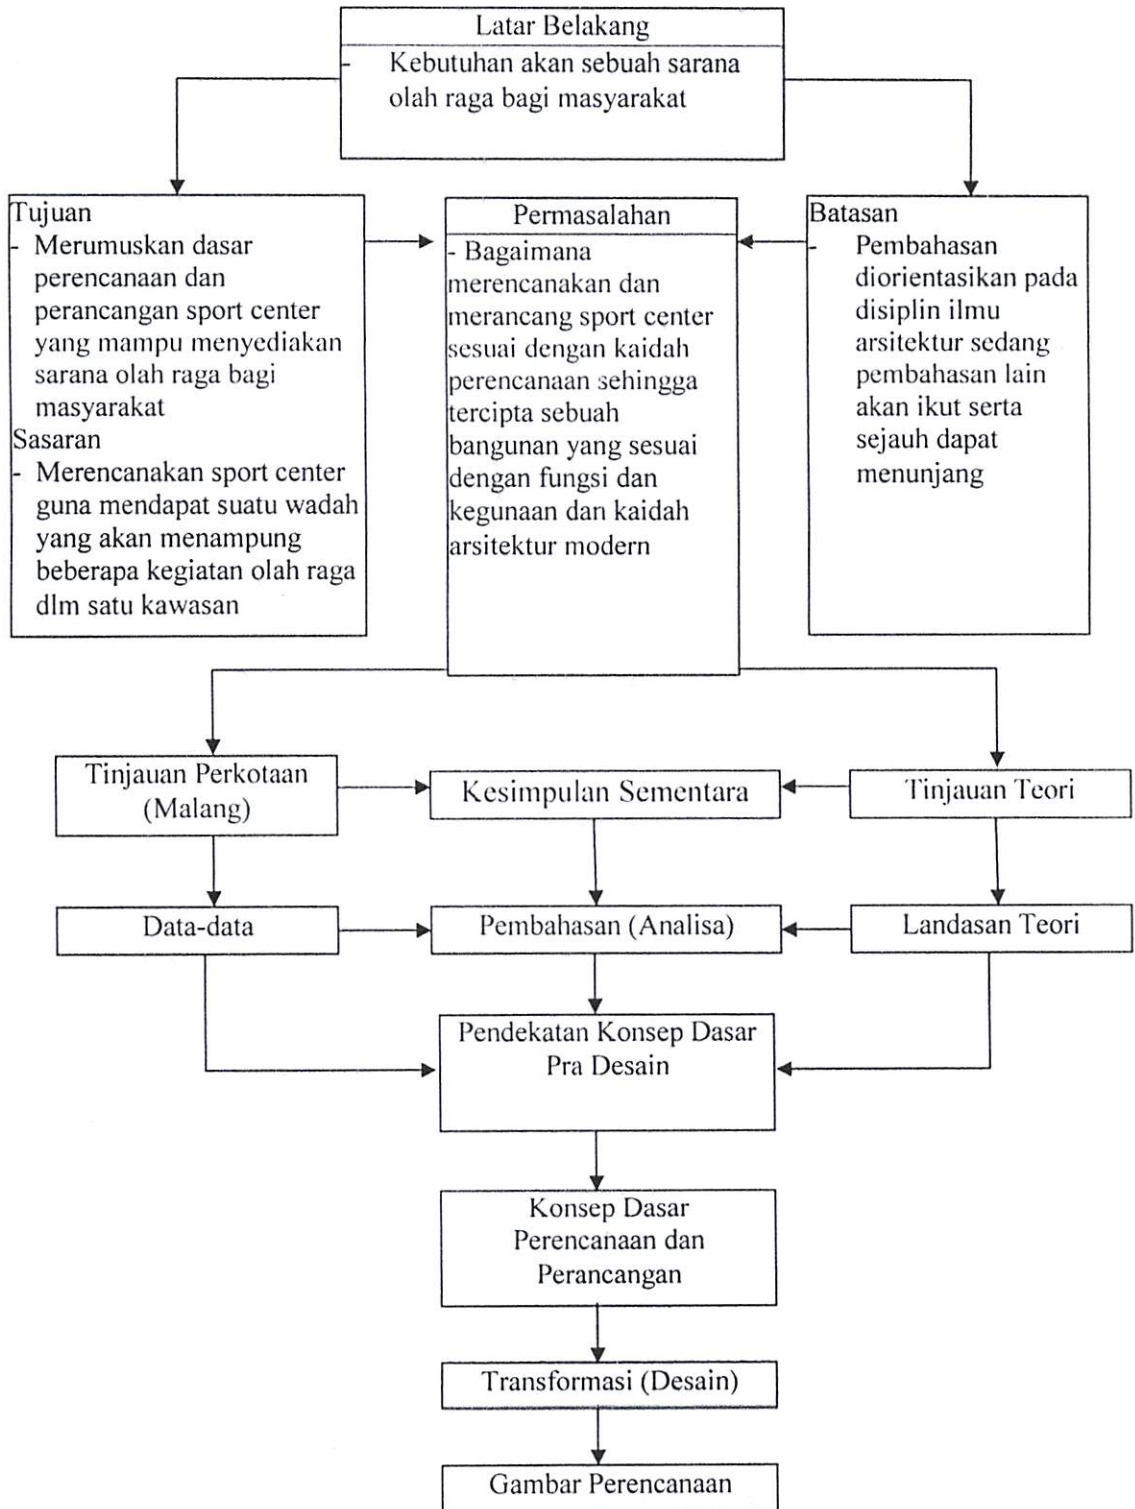 Latar Belakang
- Kebutuhan akan sebuah sarana
olah raga bagi masyarakat
Tujuan
- Merumuskan dasar
perencanaan dan
perancangan sport center
yang mampu menyediakan
sarana olah raga bagi
masyarakat
Sasaran
- Merencanakan sport center
guna mendapat suatu wadah
yang akan menampung
beberapa kegiatan olah raga
dlm satu kawasan
Permasalahan
- Bagaimana
merencanakan dan
merancang sport center
sesuai dengan kaidah
perencanaan sehingga
tercipta sebuah
bangunan yang sesuai
dengan fungsi dan
kegunaan dan kaidah
arsitektur modern
Batasan
- Pembahasan
diorientasikan pada
disiplin ilmu
arsitektur sedang
pembahasan lain
akan ikut serta
sejauh dapat
menunjang
Tinjauan Perkotaan
(Malang)
Kesimpulan Sementara
Tinjauan Teori
Data-data
Pembahasan (Analisa)
Landasan Teori
Pendekatan Konsep Dasar
Pra Desain
Konsep Dasar
Perencanaan dan
Perancangan
Transformasi (Desain)
Gambar Perencanaan